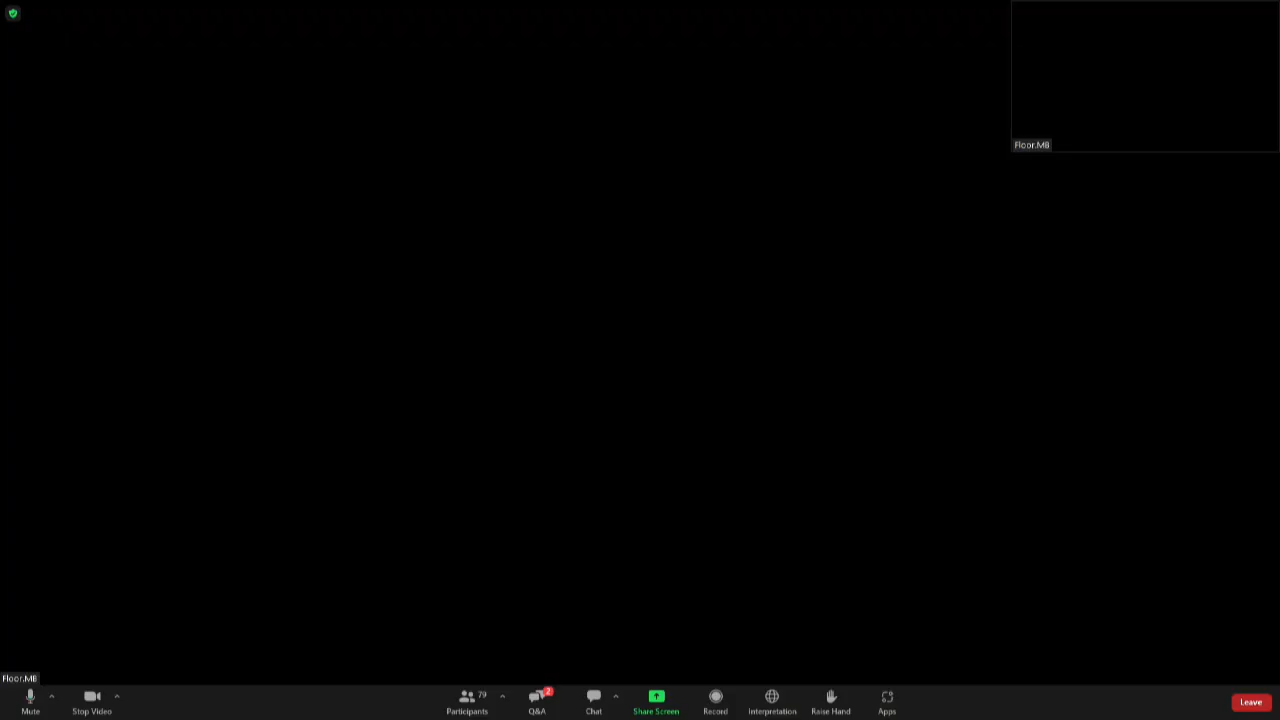 Floor.MB
Floor.MB
79
2
Mute
Stop Video
Participants
Q&A
Chat
Share Screen
Record
Interpretation
Raise Hand
Apps
Leave